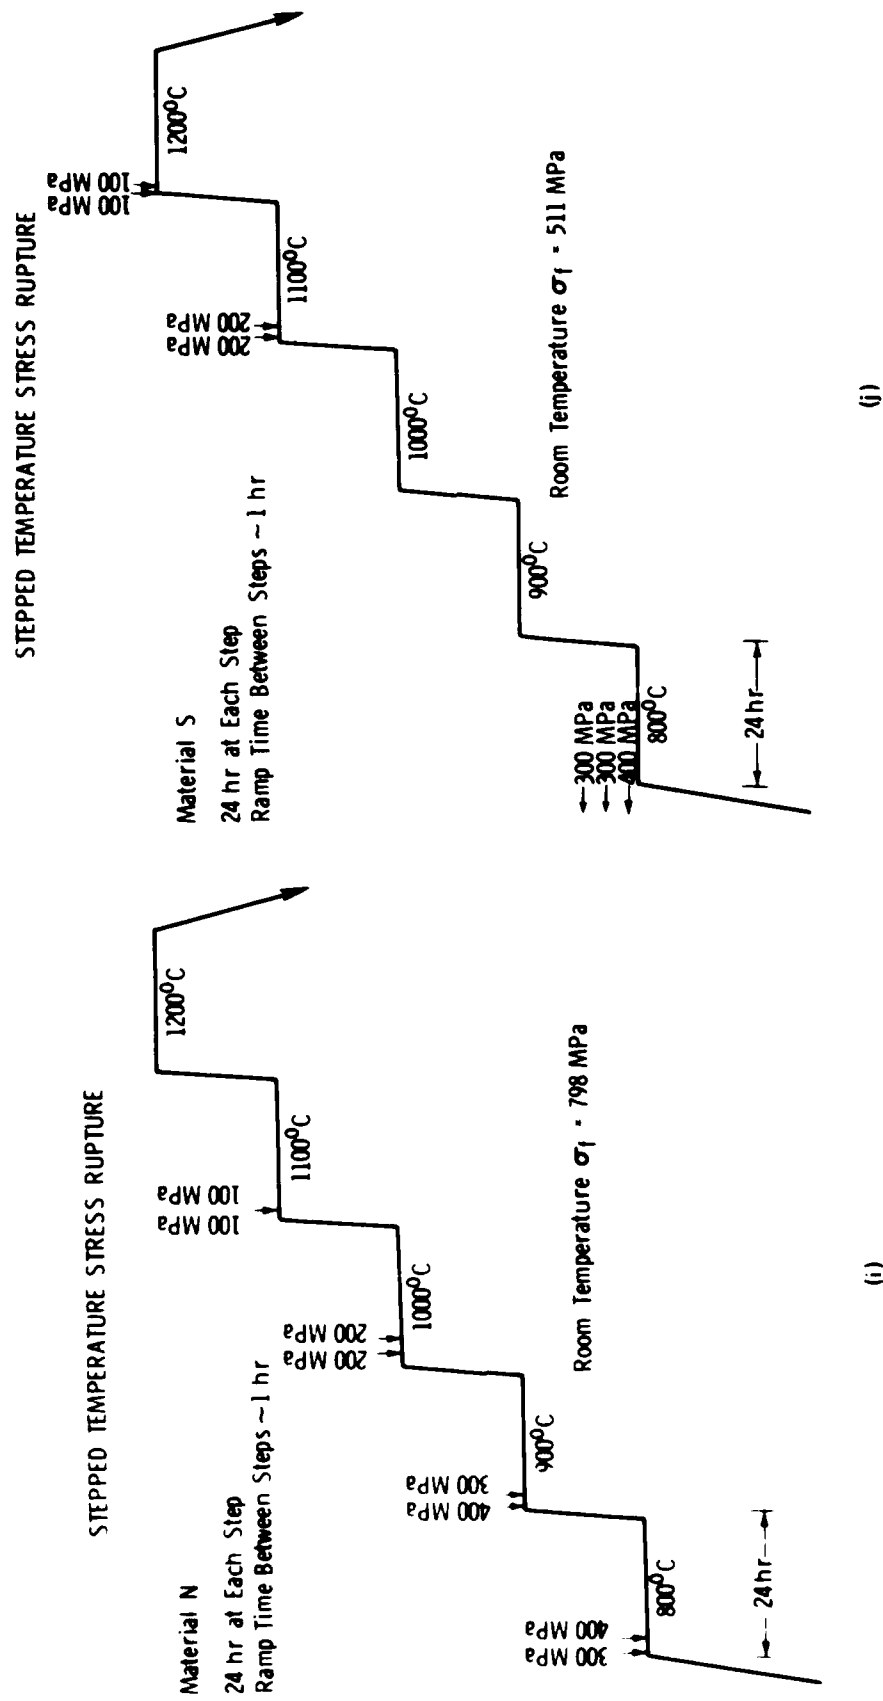 STEPPED TEMPERATURE STRESS RUPTURE
Material N
24 hr at Each Step
Ramp Time Between Steps ~1 hr
300 MPa
400 MPa
400 MPa
300 MPa
200 MPa
200 MPa
100 MPa
100 MPa
800°C
900°C
1000°C
1100°C
1200°C
24 hr
Room Temperature σf = 798 MPa
(i)
STEPPED TEMPERATURE STRESS RUPTURE
Material S
24 hr at Each Step
Ramp Time Between Steps ~1 hr
300 MPa
300 MPa
400 MPa
200 MPa
200 MPa
100 MPa
100 MPa
800°C
900°C
1000°C
1100°C
1200°C
24 hr
Room Temperature σf = 511 MPa
(j)